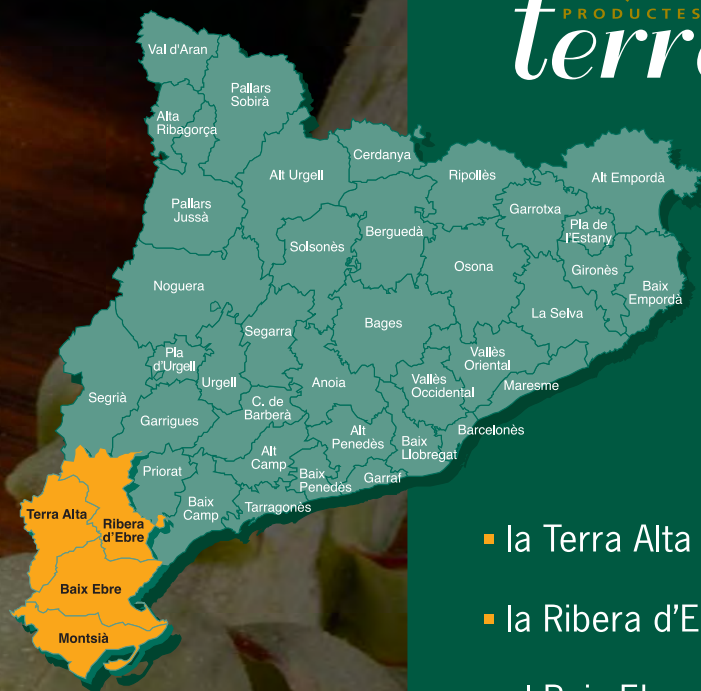 PRODUCTES
Val d'Aran
Pallars
Sobirà
Alta
Ribagorça
Cerdanya
Alt Urgell
Ripollès
Alt Empordà
Pallars
Jussà
Garrotxa
Pla de
l'Estany
Berguedà
Solsonès
Osona
Gironès
Noguera
Baix
Empordà
La Selva
Bages
Segarra
Pla
d'Urgell
Vallès
Oriental
Urgell
Anoia
Vallès
Occidental
Maresme
Segrià
C. de
Barberà
Garrigues
Alt
Penedès
Barcelonès
Baix
Llobregat
Alt
Camp
Priorat
Baix
Penedès
Garraf
Baix
Camp
Tarragonès
Terra Alta
Ribera
d'Ebre
Baix Ebre
Montsià
la Terra Alta
la Ribera d'E